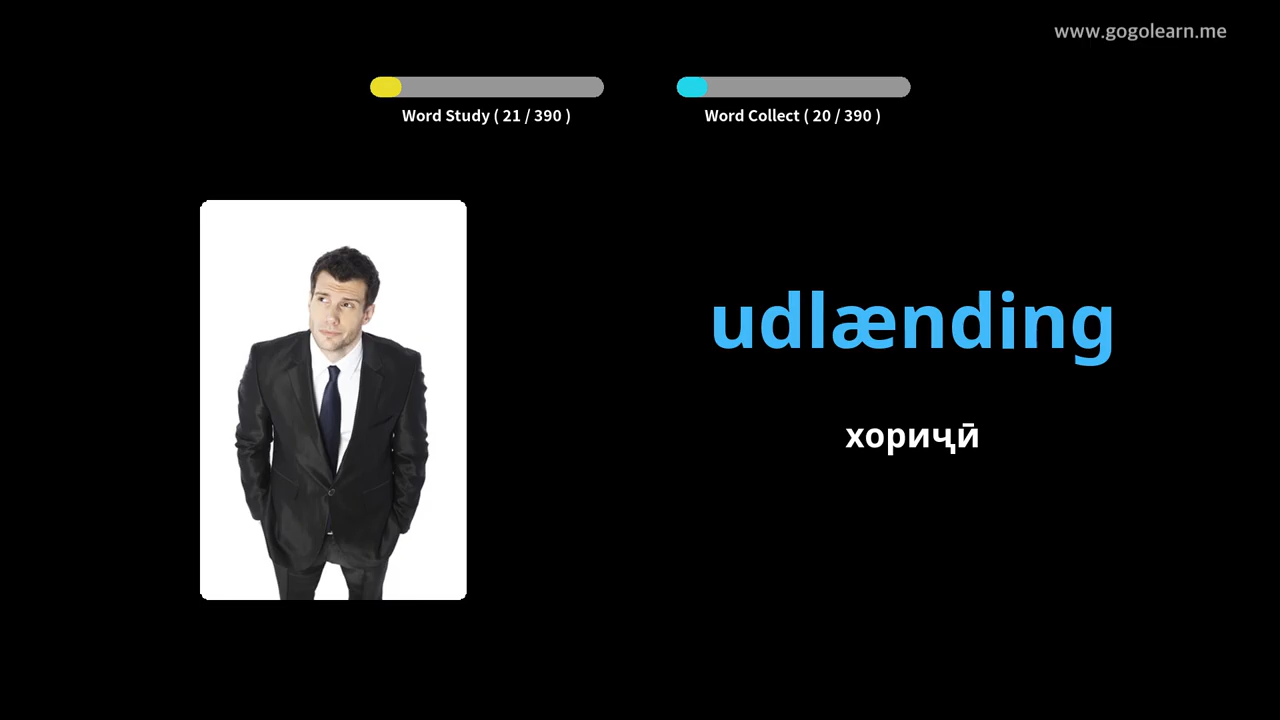 www.gogolearn.me
Word Study ( 21 / 390 )
Word Collect ( 20 / 390 )
udlænding
хориҷӣ